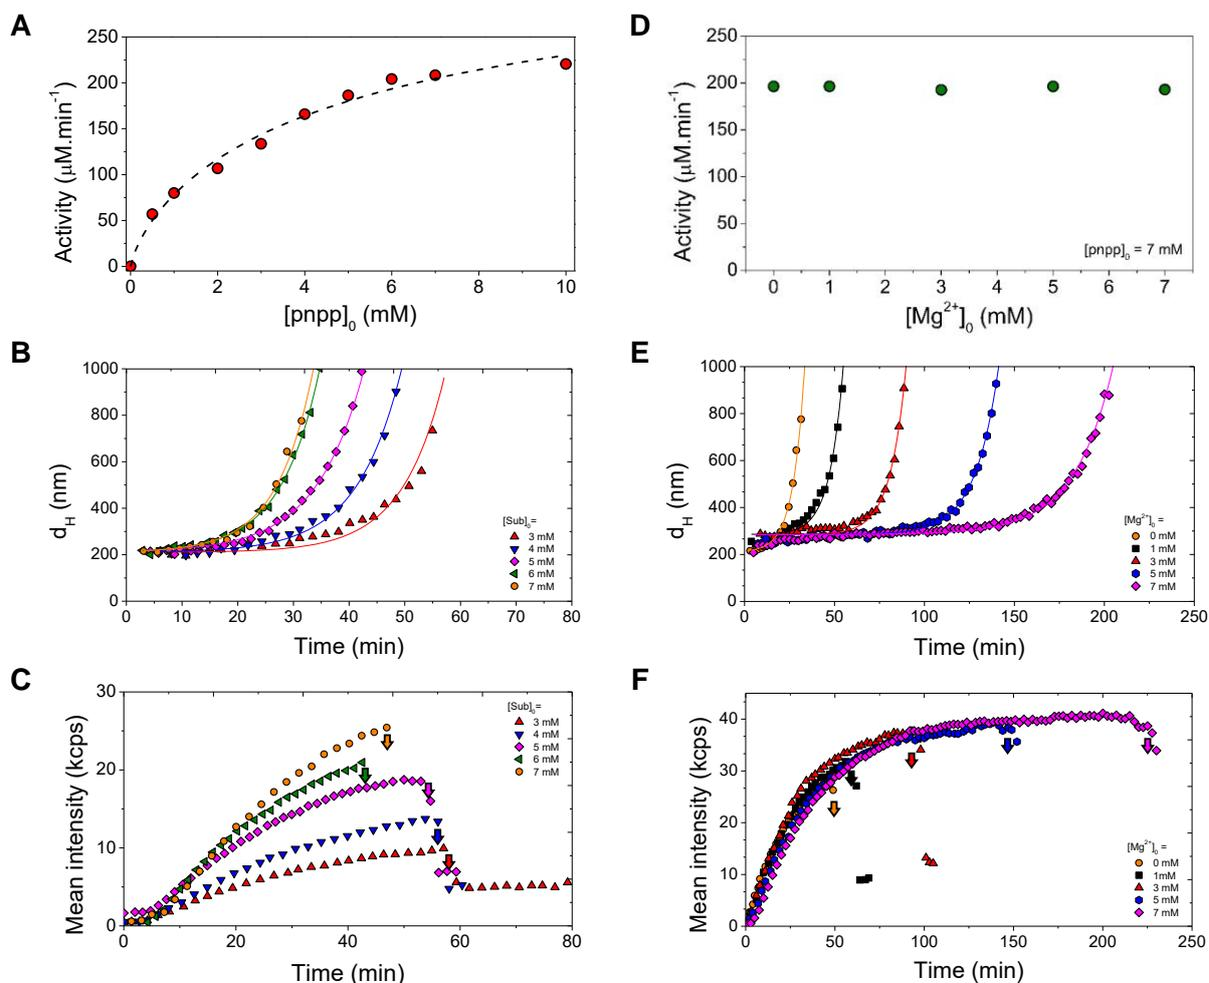 A
250
200
150
100
50
0
Activity (μM.min⁻¹)
0 2 4 6 8 10
[pnpp]₀ (mM)
D
250
200
150
100
50
0
Activity (μM.min⁻¹)
[pnpp]₀ = 7 mM
0 1 2 3 4 5 6 7
[Mg²⁺]₀ (mM)
B
1000
800
600
400
200
0
d_H (nm)
[Sub]₀=
3 mM
4 mM
5 mM
6 mM
7 mM
0 10 20 30 40 50 60 70 80
Time (min)
E
1000
800
600
400
200
0
d_H (nm)
[Mg²⁺]₀ =
0 mM
1 mM
3 mM
5 mM
7 mM
0 50 100 150 200 250
Time (min)
C
30
20
10
0
Mean intensity (kcps)
[Sub]₀=
3 mM
4 mM
5 mM
6 mM
7 mM
0 20 40 60 80
Time (min)
F
40
30
20
10
0
Mean intensity (kcps)
[Mg²⁺]₀ =
0 mM
1mM
3 mM
5 mM
7 mM
0 50 100 150 200 250
Time (min)